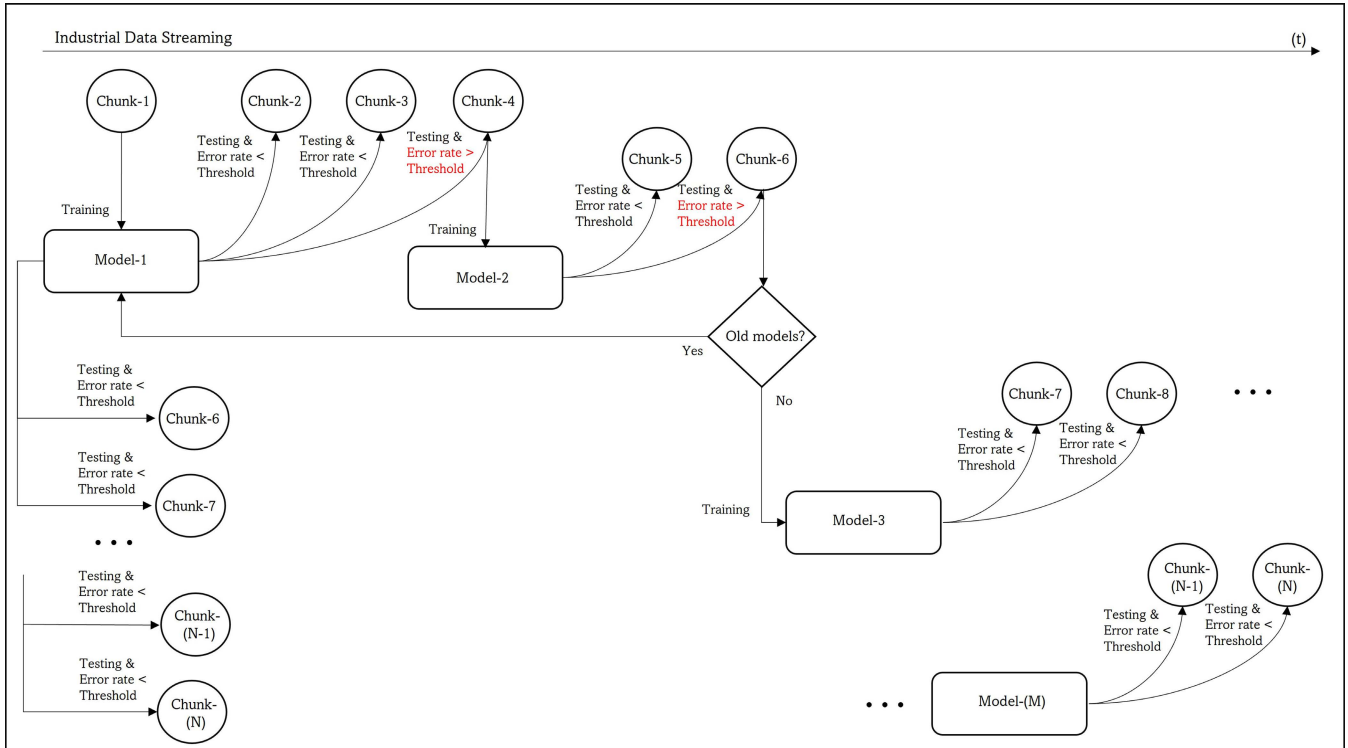 Industrial Data Streaming
(t)
Chunk-1
Chunk-2
Chunk-3
Chunk-4
Testing &
Error rate <
Threshold
Testing &
Error rate <
Threshold
Testing &
Error rate >
Threshold
Chunk-5
Chunk-6
Testing &
Error rate <
Threshold
Testing &
Error rate >
Threshold
Training
Model-1
Training
Model-2
Old models?
Yes
No
Testing &
Error rate <
Threshold
Chunk-6
Testing &
Error rate <
Threshold
Chunk-7
• • •
Testing &
Error rate <
Threshold
Chunk-
(N-1)
Testing &
Error rate <
Threshold
Chunk-
(N)
Chunk-7
Chunk-8
• • •
Testing &
Error rate <
Threshold
Testing &
Error rate <
Threshold
Training
Model-3
Chunk-
(N-1)
Chunk-
(N)
Testing &
Error rate <
Threshold
Testing &
Error rate <
Threshold
• • •
Model-(M)